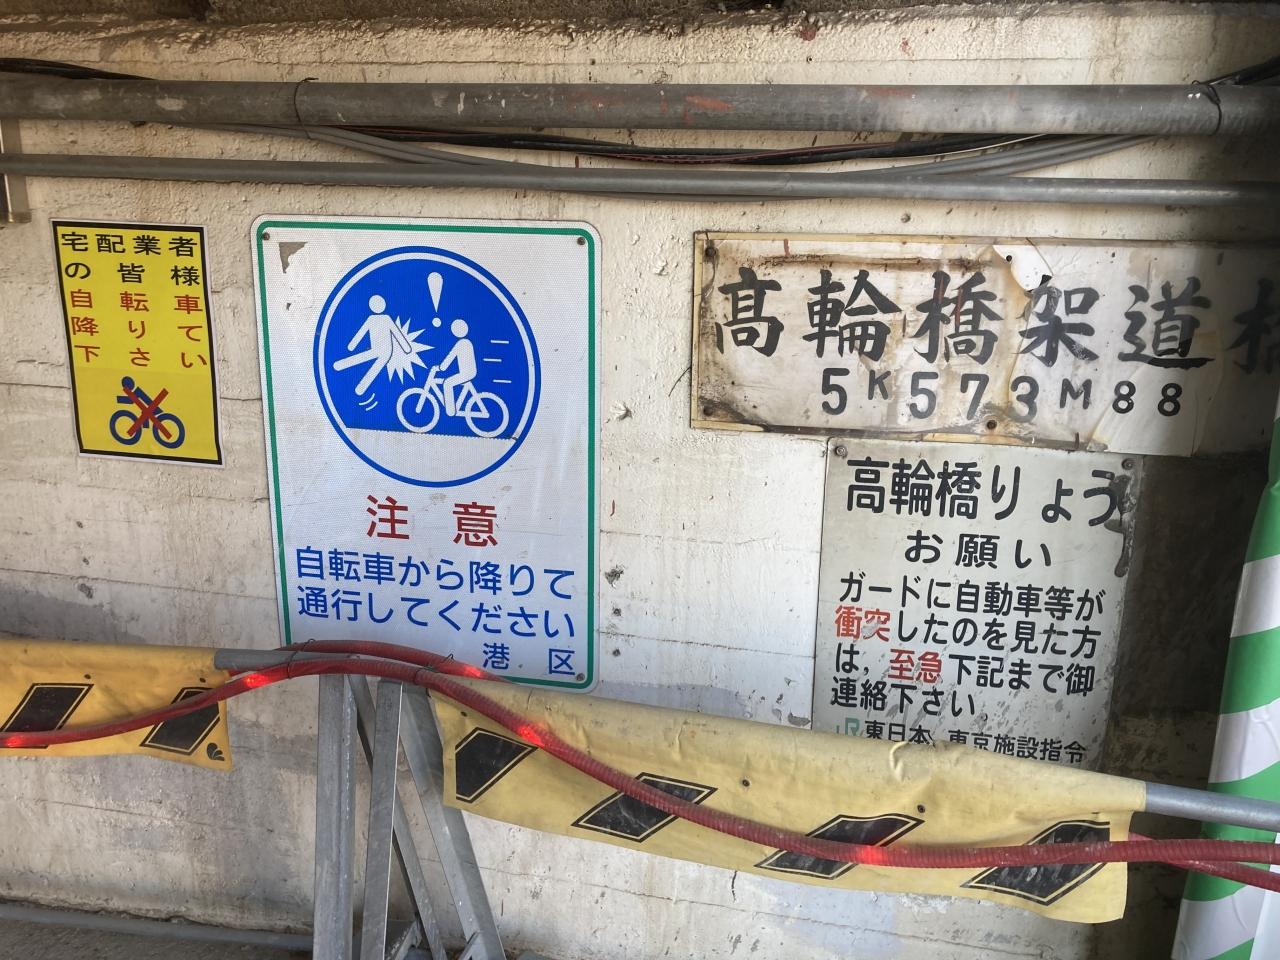 宅配業者
の皆様
自転車
降りて
下さい
注意
自転車から降りて
通行してください
港区
高輪橋架道橋
5K573M88
高輪橋りょう
お願い
ガードに自動車等が
衝突したのを見た方
は，至急下記まで御
連絡下さい
JR東日本 東京施設指令